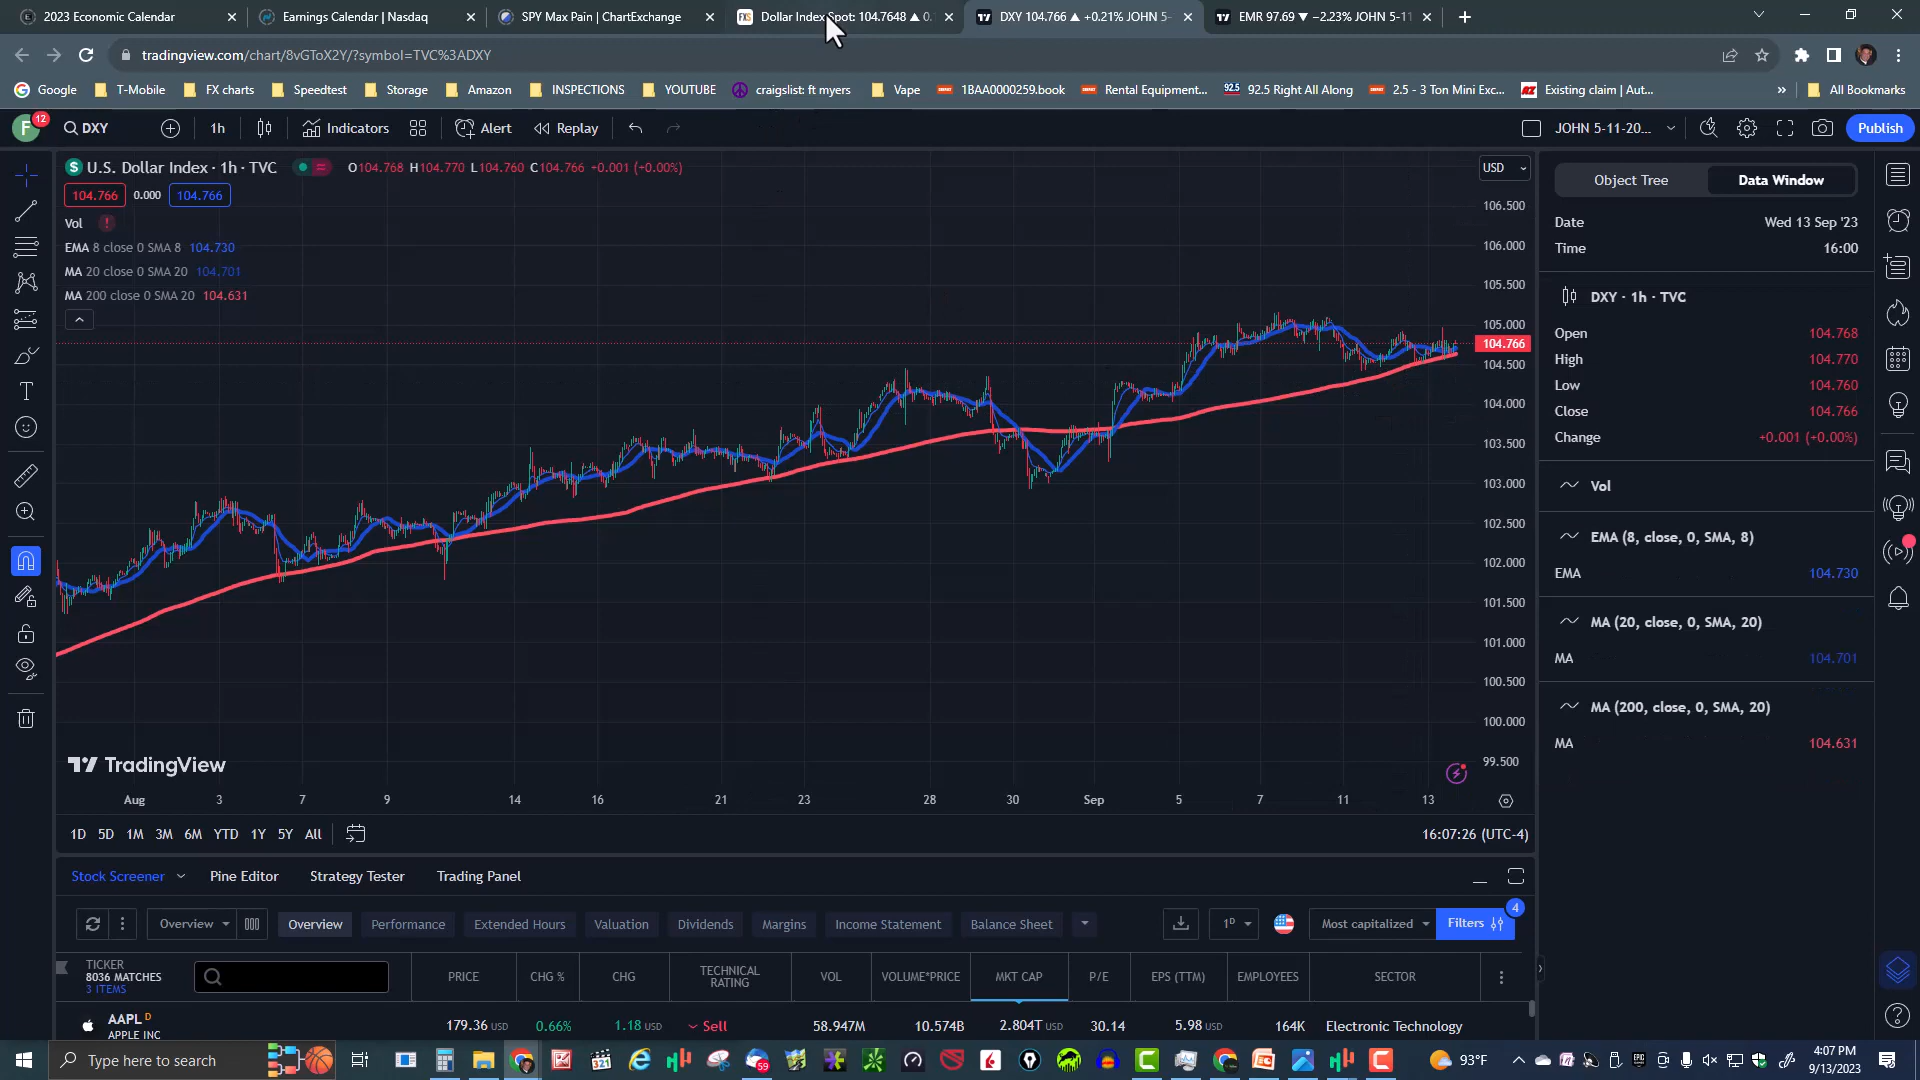 2023 Economic Calendar
Earnings Calendar | Nasdaq
SPY Max Pain | ChartExchange
FXS Dollar Index Spot: 104.7648 ▲ 0.
DXY 104.766 ▲ +0.21% JOHN 5-
EMR 97.69 ▼ −2.23% JOHN 5-11
tradingview.com/chart/8vGToX2Y/?symbol=TVC%3ADXY
Google
T-Mobile
FX charts
Speedtest
Storage
Amazon
INSPECTIONS
YOUTUBE
craigslist: ft myers
Vape
1BAA0000259.book
Rental Equipment...
92.5 92.5 Right All Along
2.5 - 3 Ton Mini Exc...
Existing claim | Aut...
»
All Bookmarks
F 12
DXY
1h
Indicators
Alert
Replay
JOHN 5-11-20...
Publish
U.S. Dollar Index · 1h · TVC
O104.768 H104.770 L104.760 C104.766 +0.001 (+0.00%)
USD
104.766 0.000 104.766
Vol
EMA 8 close 0 SMA 8 104.730
MA 20 close 0 SMA 20 104.701
MA 200 close 0 SMA 20 104.631
106.500
106.000
105.500
105.000
104.766
104.500
104.000
103.500
103.000
102.500
102.000
101.500
101.000
100.500
100.000
99.500
TradingView
Aug 3 7 9 14 16 21 23 28 30 Sep 5 7 11 13
1D 5D 1M 3M 6M YTD 1Y 5Y All
16:07:26 (UTC-4)
Object Tree
Data Window
Date Wed 13 Sep '23
Time 16:00
DXY · 1h · TVC
Open 104.768
High 104.770
Low 104.760
Close 104.766
Change +0.001 (+0.00%)
Vol
EMA (8, close, 0, SMA, 8)
EMA 104.730
MA (20, close, 0, SMA, 20)
MA 104.701
MA (200, close, 0, SMA, 20)
MA 104.631
Stock Screener
Pine Editor
Strategy Tester
Trading Panel
Overview
Overview
Performance
Extended Hours
Valuation
Dividends
Margins
Income Statement
Balance Sheet
1D
Most capitalized
Filters
4
TICKER
8036 MATCHES
3 ITEMS
PRICE
CHG %
CHG
TECHNICAL RATING
VOL
VOLUME*PRICE
MKT CAP
P/E
EPS (TTM)
EMPLOYEES
SECTOR
AAPL D
APPLE INC
179.36 USD
0.66%
1.18 USD
Sell
58.947M
10.574B
2.804T USD
30.14
5.98 USD
164K
Electronic Technology
Type here to search
321
59
93°F
4:07 PM
9/13/2023